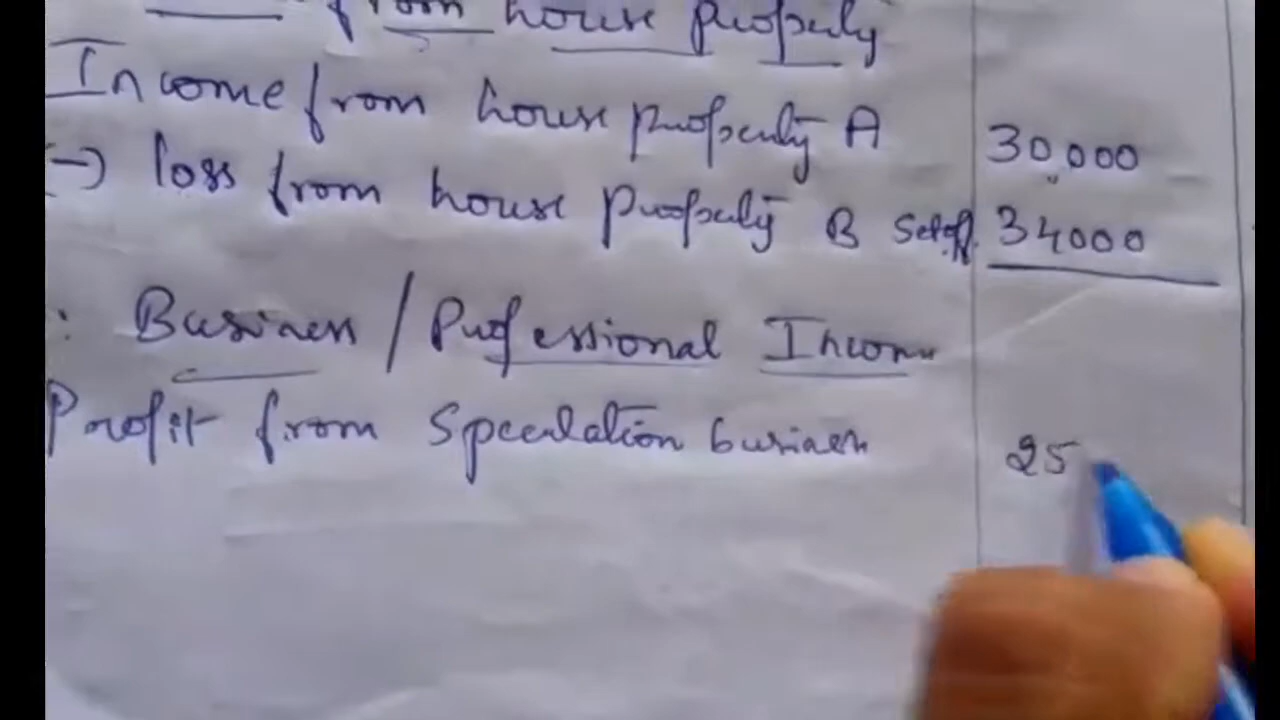 from house property
Income from house property A 30,000
(-) loss from house property B Setoff. 34000
: Business / Professional Income
Profit from Speculation business 25